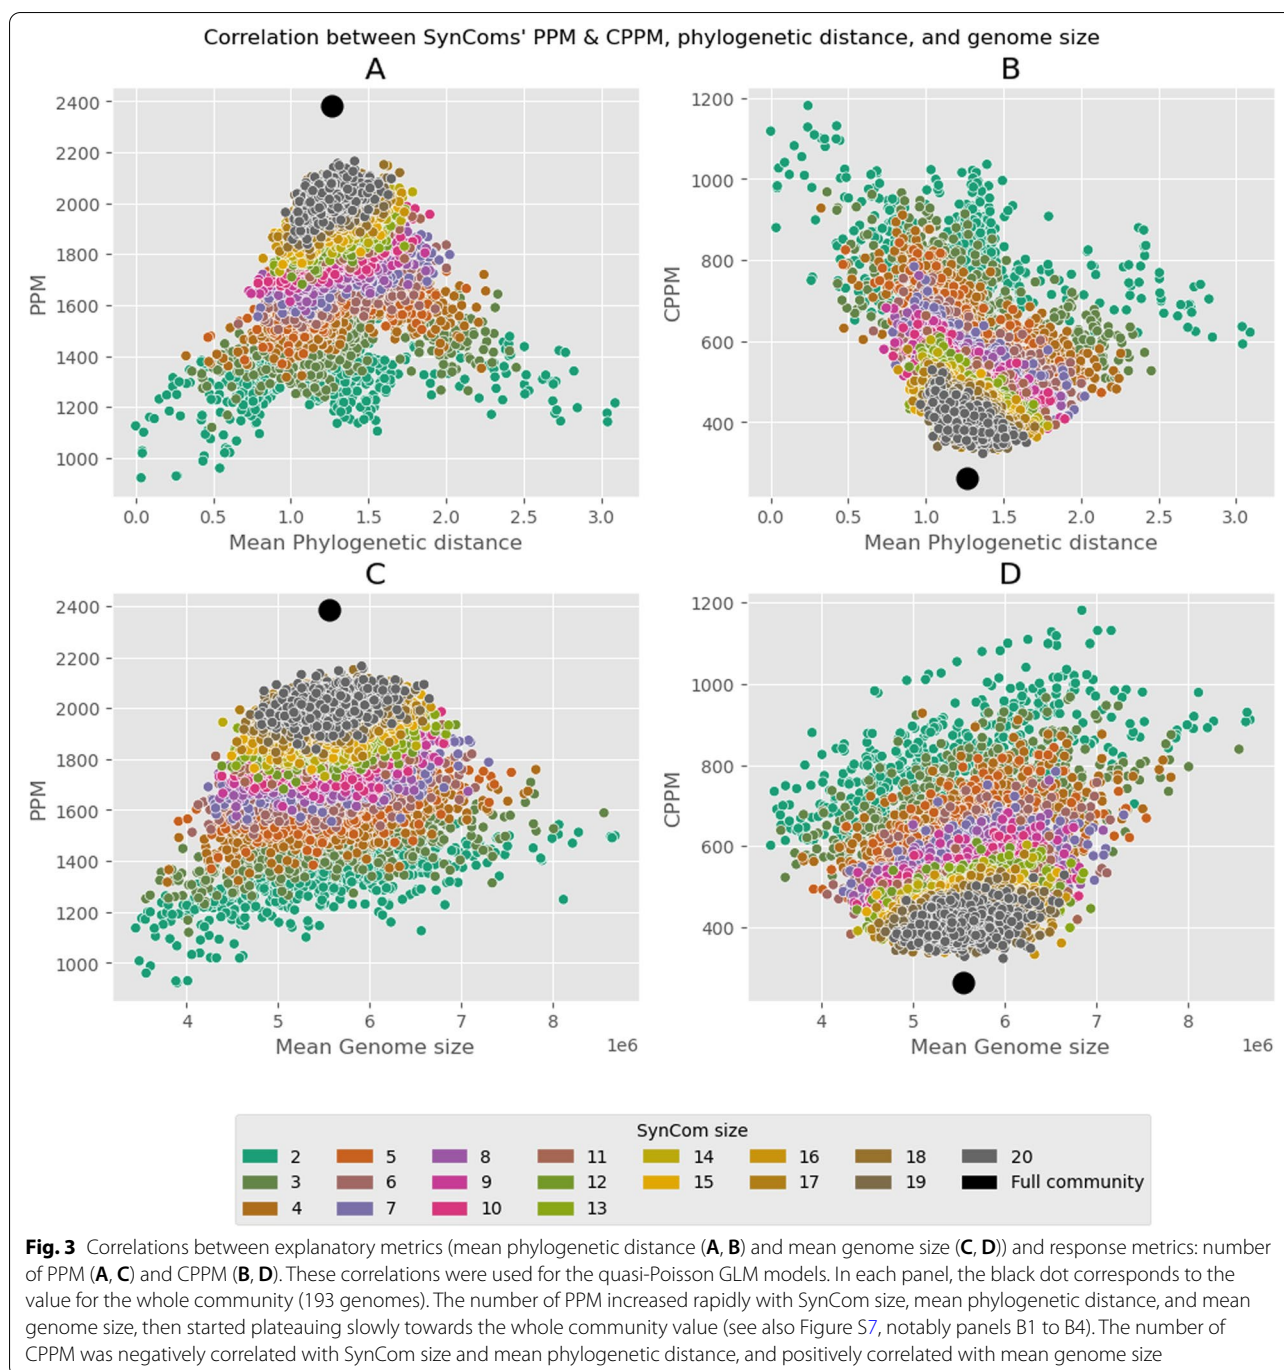 Correlation between SynComs' PPM & CPPM, phylogenetic distance, and genome size
A
2400
2200
2000
1800
1600
1400
1200
1000
PPM
0.0 0.5 1.0 1.5 2.0 2.5 3.0
Mean Phylogenetic distance
B
1200
1000
800
600
400
CPPM
0.0 0.5 1.0 1.5 2.0 2.5 3.0
Mean Phylogenetic distance
C
2400
2200
2000
1800
1600
1400
1200
1000
PPM
4 5 6 7 8
Mean Genome size 1e6
D
1200
1000
800
600
400
CPPM
4 5 6 7 8
Mean Genome size 1e6
SynCom size
2 5 8 11 14 16 18 20
3 6 9 12 15 17 19 Full community
4 7 10 13
Fig. 3 Correlations between explanatory metrics (mean phylogenetic distance (A, B) and mean genome size (C, D)) and response metrics: number
of PPM (A, C) and CPPM (B, D). These correlations were used for the quasi-Poisson GLM models. In each panel, the black dot corresponds to the
value for the whole community (193 genomes). The number of PPM increased rapidly with SynCom size, mean phylogenetic distance, and mean
genome size, then started plateauing slowly towards the whole community value (see also Figure S7, notably panels B1 to B4). The number of
CPPM was negatively correlated with SynCom size and mean phylogenetic distance, and positively correlated with mean genome size